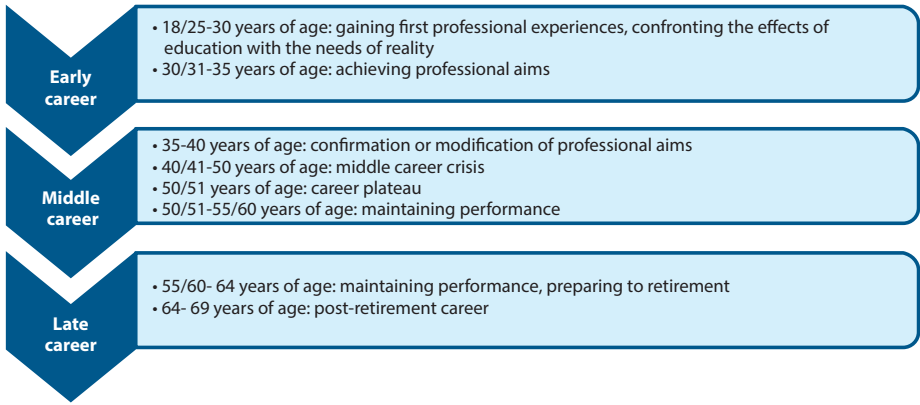 Early
career
• 18/25-30 years of age: gaining first professional experiences, confronting the effects of
education with the needs of reality
• 30/31-35 years of age: achieving professional aims
Middle
career
• 35-40 years of age: confirmation or modification of professional aims
• 40/41-50 years of age: middle career crisis
• 50/51 years of age: career plateau
• 50/51-55/60 years of age: maintaining performance
Late
career
• 55/60- 64 years of age: maintaining performance, preparing to retirement
• 64- 69 years of age: post-retirement career